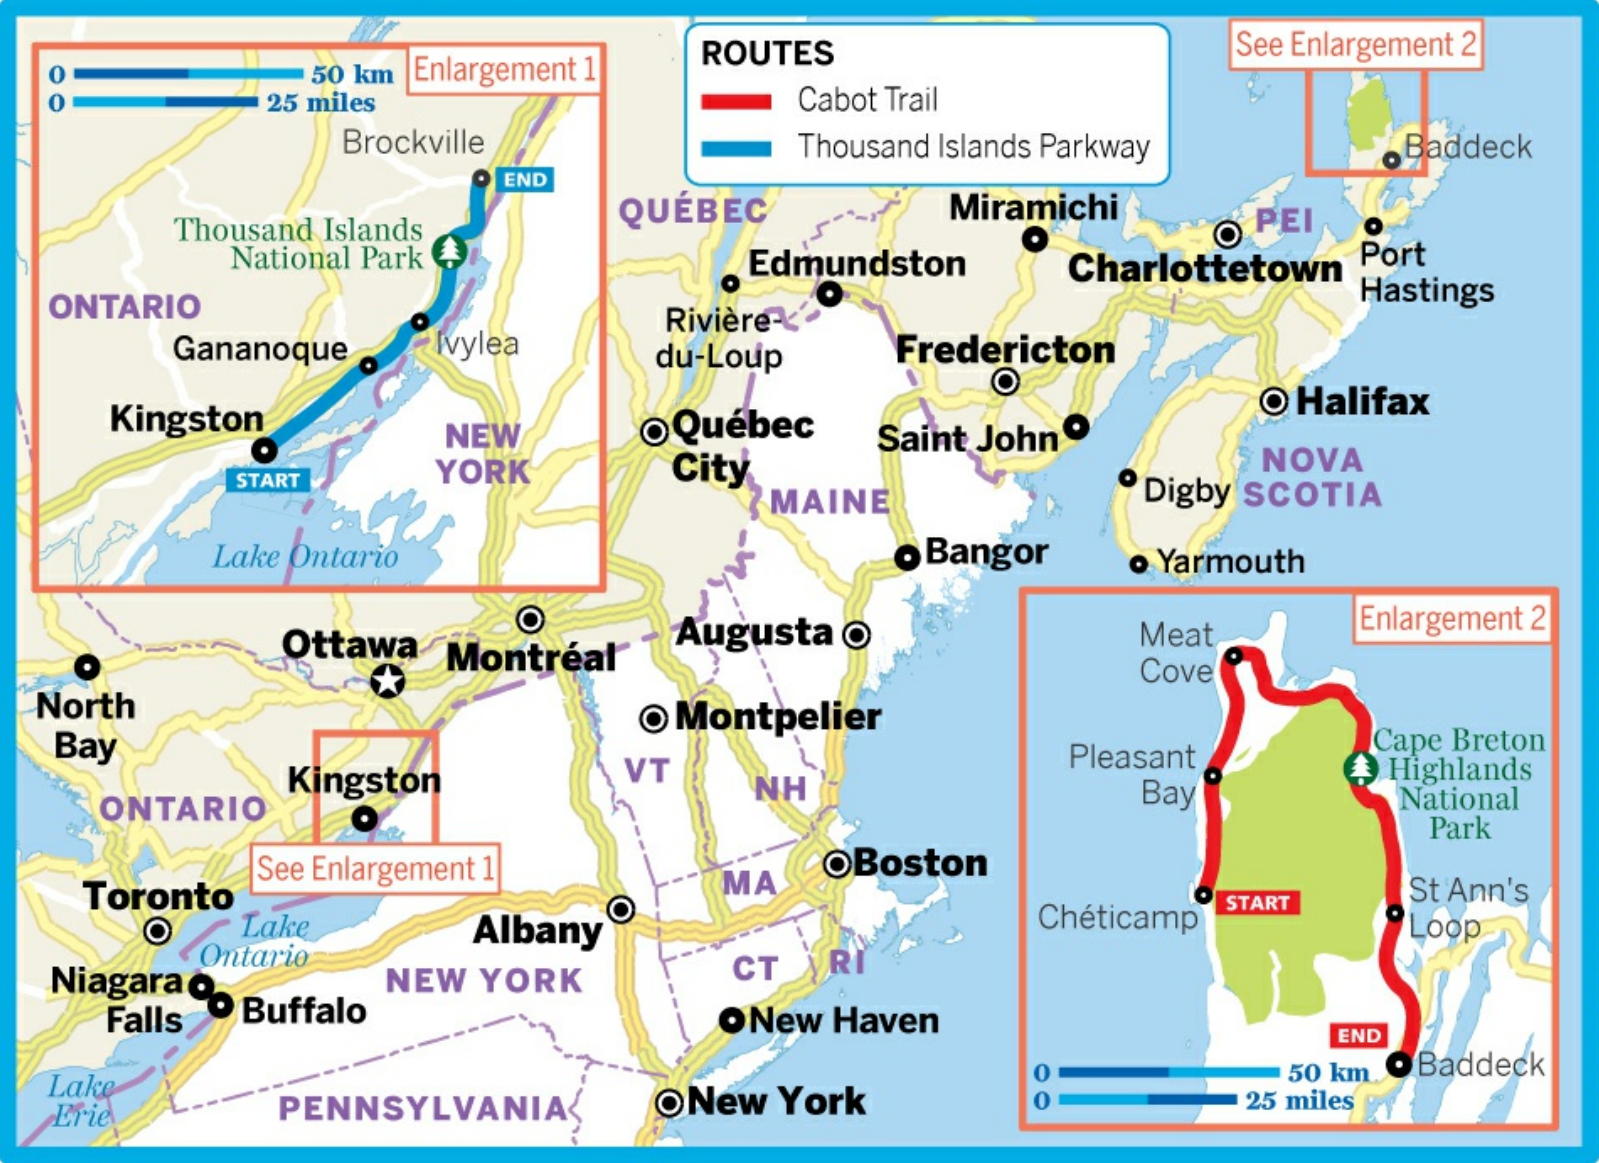 ROUTES
Cabot Trail
Thousand Islands Parkway
Enlargement 1
0 50 km
0 25 miles
Brockville
END
Thousand Islands
National Park
ONTARIO
Gananoque
Ivylea
Kingston
START
NEW
YORK
Lake Ontario
See Enlargement 2
Baddeck
QUÉBEC
Miramichi
PEI
Charlottetown
Port
Hastings
Edmundston
Rivière-
du-Loup
Fredericton
Halifax
Québec
City
Saint John
NOVA
SCOTIA
Digby
MAINE
Bangor
Yarmouth
Augusta
Ottawa
Montréal
North
Bay
Montpelier
Kingston
VT
NH
ONTARIO
See Enlargement 1
Boston
MA
Toronto
Albany
Lake
Ontario
NEW YORK
CT
RI
Niagara
Falls
Buffalo
New Haven
Lake
Erie
PENNSYLVANIA
New York
Enlargement 2
Meat
Cove
Pleasant
Bay
Cape Breton
Highlands
National
Park
START
Chéticamp
St Ann's
Loop
END
Baddeck
0 50 km
0 25 miles